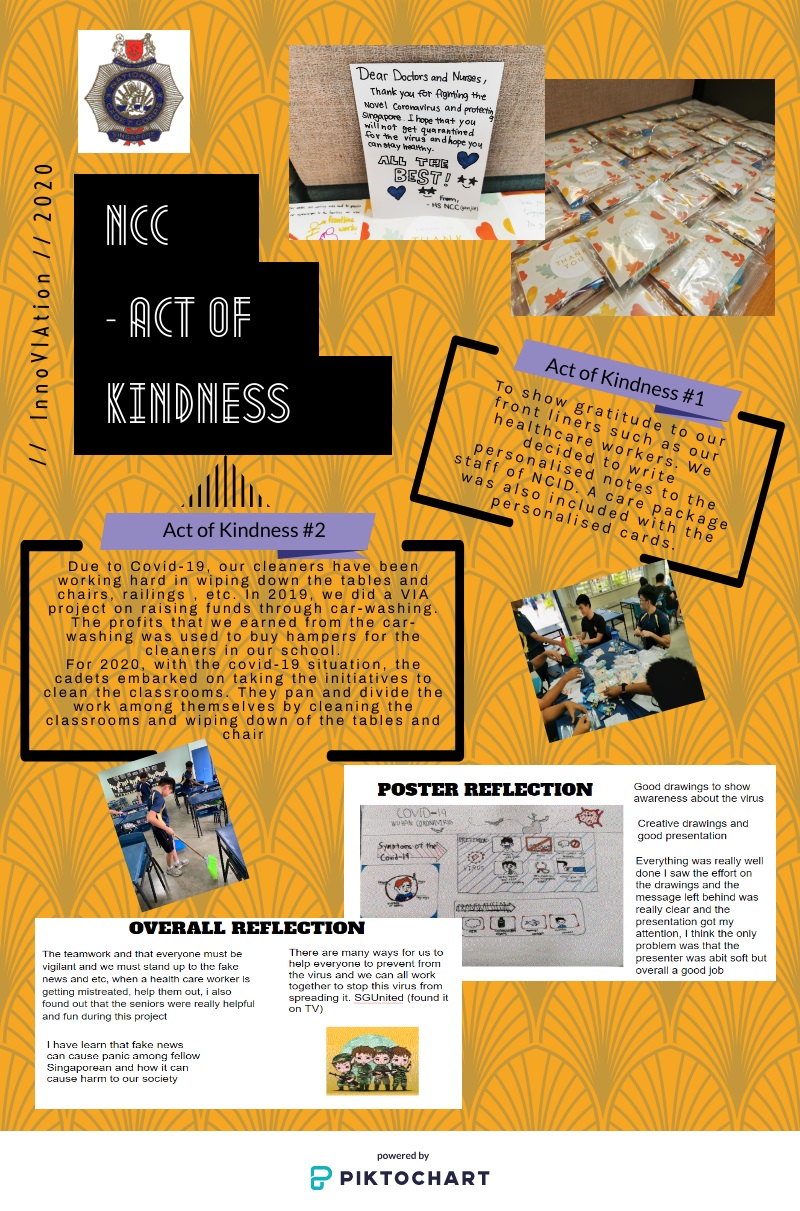 NATIONAL
SINGAPORE
// InnoVIAtion // 2020
NCC
- ACT OF
KINDNESS
Dear Doctors and Nurses,
Thank you for fighting the
Novel Coronavirus and protecting
Singapore. I hope that you
will not get quarantined
for the virus and hope you
can stay healthy.
ALL THE
BEST!
From,
- MS NCC
THANK
THANK
YOU
Act of Kindness #1
To show gratitude to our
front liners such as our
healthcare workers. We
decided to write
personalised notes to the
staff of NCID. A care package
was also included with the
personalised cards.
Act of Kindness #2
Due to Covid-19, our cleaners have been
working hard in wiping down the tables and
chairs, railings , etc. In 2019, we did a VIA
project on raising funds through car-washing.
The profits that we earned from the car-
washing was used to buy hampers for the
cleaners in our school.
For 2020, with the covid-19 situation, the
cadets embarked on taking the initiatives to
clean the classrooms. They pan and divide the
work among themselves by cleaning the
classrooms and wiping down of the tables and
chair
POSTER REFLECTION
COVID-19
WUHAN CORONAVIRUS
Symptoms of the
Covid-19
Good drawings to show
awareness about the virus
Creative drawings and
good presentation
Everything was really well
done I saw the effort on
the drawings and the
message left behind was
really clear and the
presentation got my
attention, I think the only
problem was that the
presenter was abit soft but
overall a good job
OVERALL REFLECTION
The teamwork and that everyone must be
vigilant and we must stand up to the fake
news and etc, when a health care worker is
getting mistreated, help them out, i also
found out that the seniors were really helpful
and fun during this project
I have learn that fake news
can cause panic among fellow
Singaporean and how it can
cause harm to our society
There are many ways for us to
help everyone to prevent from
the virus and we can all work
together to stop this virus from
spreading it. SGUnited (found it
on TV)
powered by
PIKTOCHART